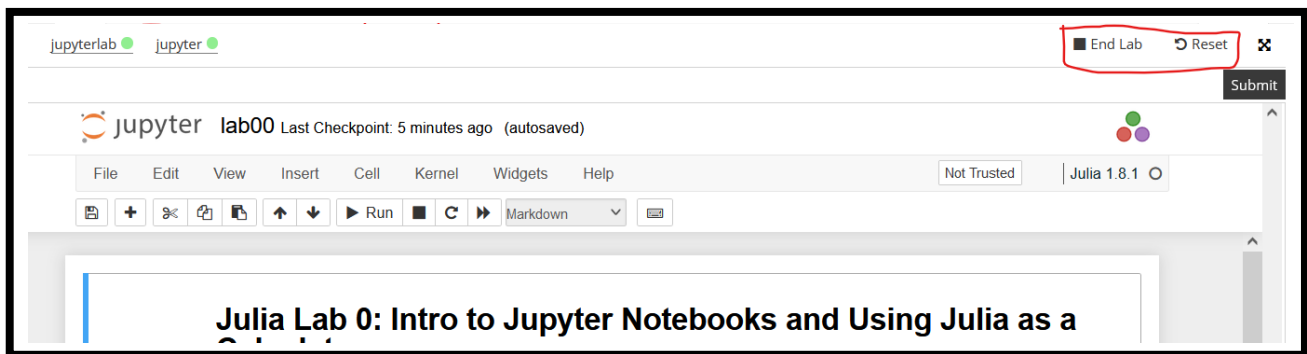 jupyterlab jupyter End Lab Reset
Submit
jupyter lab00 Last Checkpoint: 5 minutes ago (autosaved)
File Edit View Insert Cell Kernel Widgets Help Not Trusted Julia 1.8.1
Run Markdown
Julia Lab 0: Intro to Jupyter Notebooks and Using Julia as a